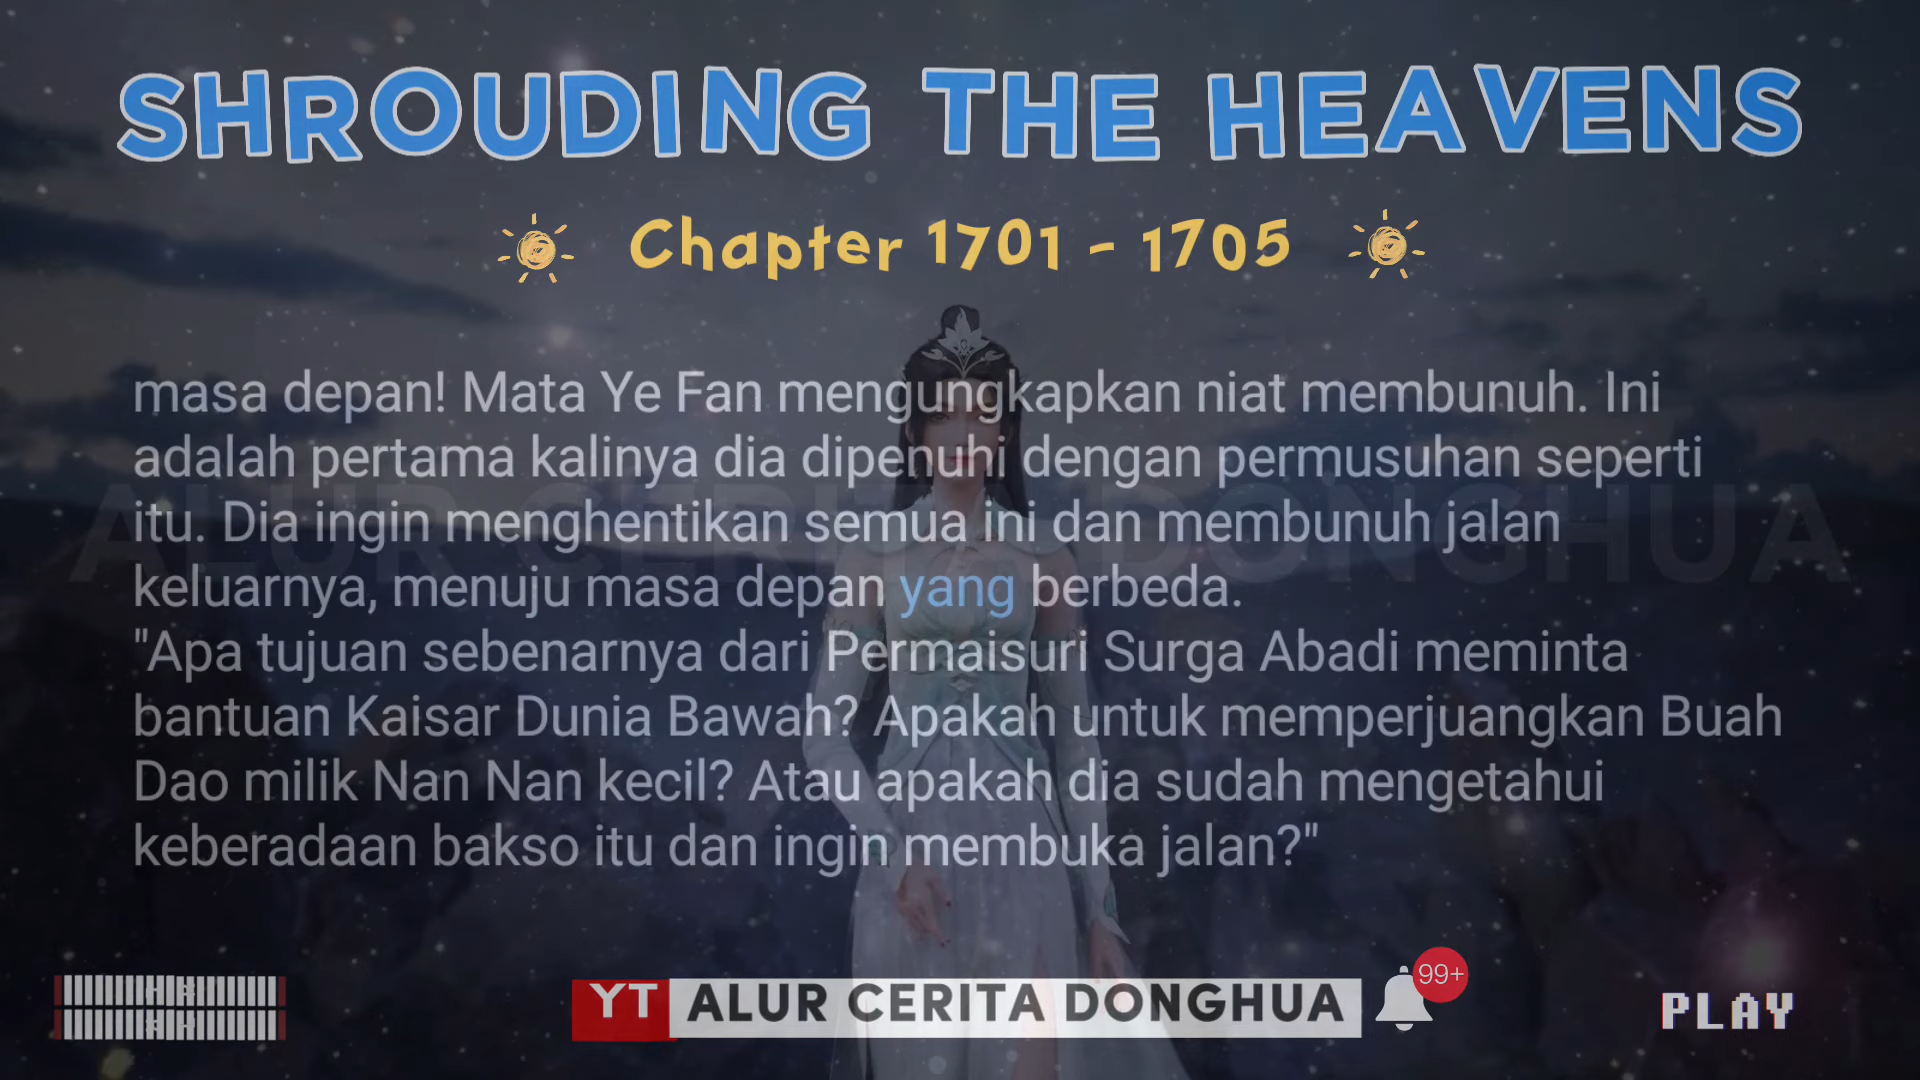 SHROUDING THE HEAVENS
Chapter 1701 - 1705
masa depan! Mata Ye Fan mengungkapkan niat membunuh. Ini
adalah pertama kalinya dia dipenuhi dengan permusuhan seperti
itu. Dia ingin menghentikan semua ini dan membunuh jalan
keluarnya, menuju masa depan yang berbeda.
"Apa tujuan sebenarnya dari Permaisuri Surga Abadi meminta
bantuan Kaisar Dunia Bawah? Apakah untuk memperjuangkan Buah
Dao milik Nan Nan kecil? Atau apakah dia sudah mengetahui
keberadaan bakso itu dan ingin membuka jalan?"
ALUR CERITA DONGHUA
YT ALUR CERITA DONGHUA
99+
PLAY